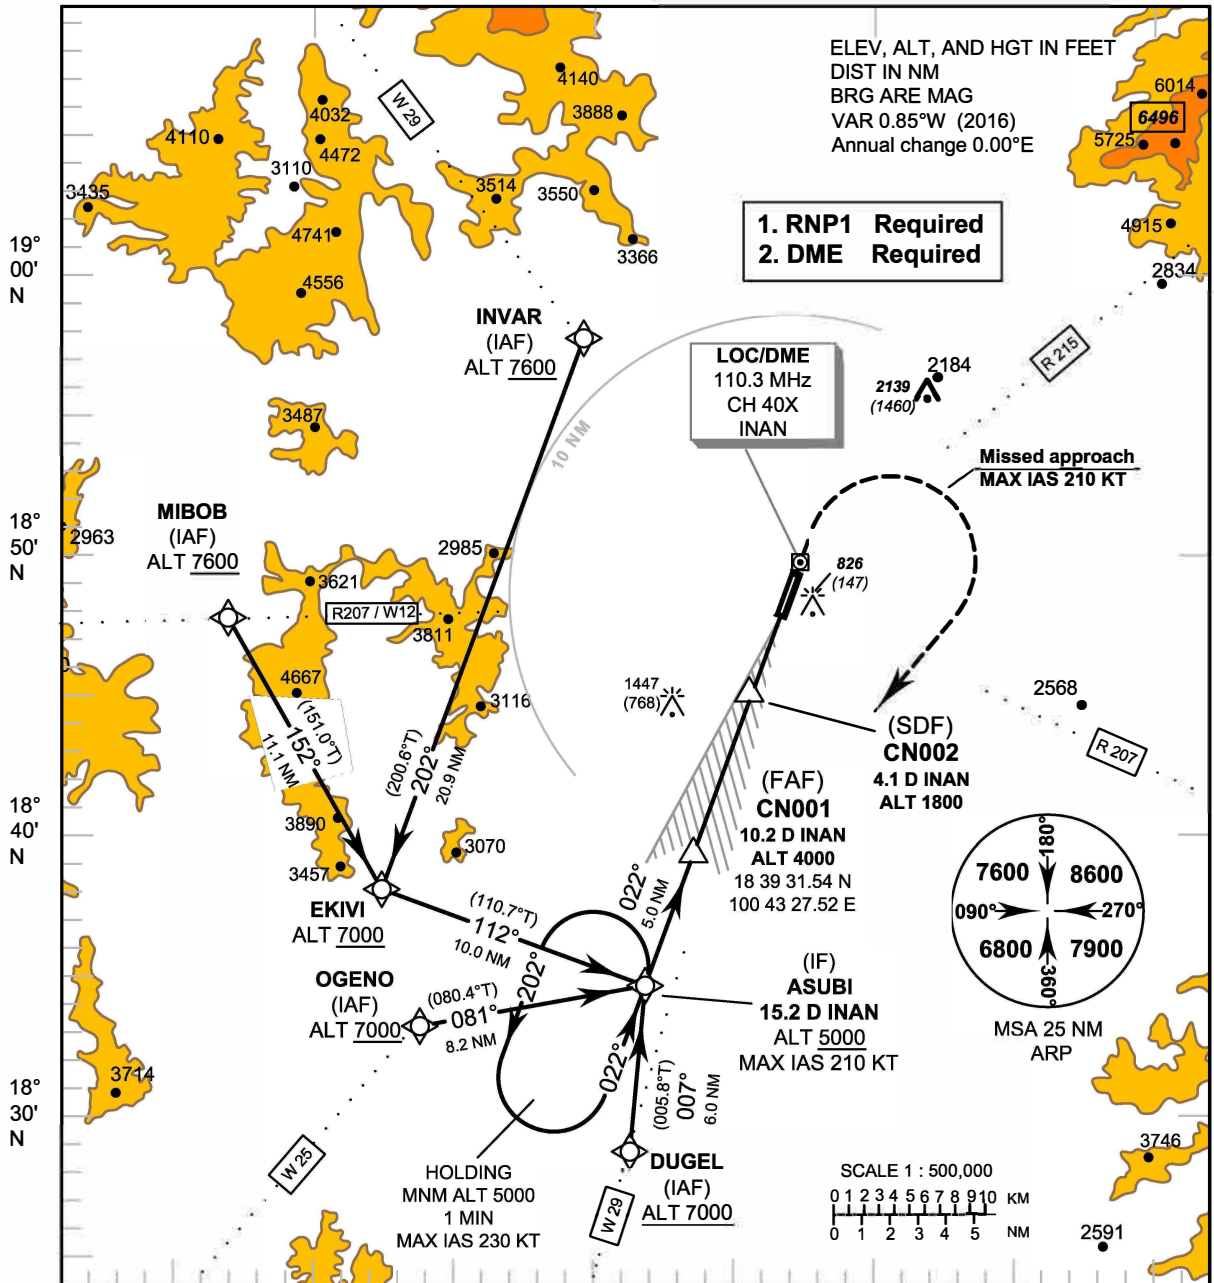 ELEV, ALT, AND HGT IN FEET
DIST IN NM
BRG ARE MAG
VAR 0.85°W (2016)
Annual change 0.00°E
1. RNP1 Required
2. DME Required
W 29
4140
3888
4032
4110
4472
3110
3435
3514
3550
4741
3366
4556
6014
6496
5725
4915
2834
19°
00'
N
INVAR
(IAF)
ALT 7600
LOC/DME
110.3 MHz
CH 40X
INAN
2184
2139
(1460)
R 215
10 NM
3487
Missed approach
MAX IAS 210 KT
MIBOB
(IAF)
ALT 7600
18°
50'
N
2963
2985
3621
R207 / W12
3811
826
(147)
4667
3116
1447
(768)
2568
R 207
(151.0°T)
152°
11.1 NM
(200.6°T)
202°
20.9 NM
(SDF)
CN002
4.1 D INAN
ALT 1800
(FAF)
CN001
10.2 D INAN
ALT 4000
18 39 31.54 N
100 43 27.52 E
18°
40'
N
3890
3457
3070
EKIVI
ALT 7000
022°
5.0 NM
(110.7°T)
112°
10.0 NM
180°
7600
8600
090°
270°
6800
7900
360°
MSA 25 NM
ARP
OGENO
(IAF)
ALT 7000
(080.4°T)
081°
8.2 NM
202°
022°
(IF)
ASUBI
15.2 D INAN
ALT 5000
MAX IAS 210 KT
(005.8°T)
007°
6.0 NM
18°
30'
N
3714
W 25
HOLDING
MNM ALT 5000
1 MIN
MAX IAS 230 KT
DUGEL
(IAF)
ALT 7000
W 29
3746
2591
SCALE 1 : 500,000
0 1 2 3 4 5 6 7 8 9 10 KM
0 1 2 3 4 5 NM